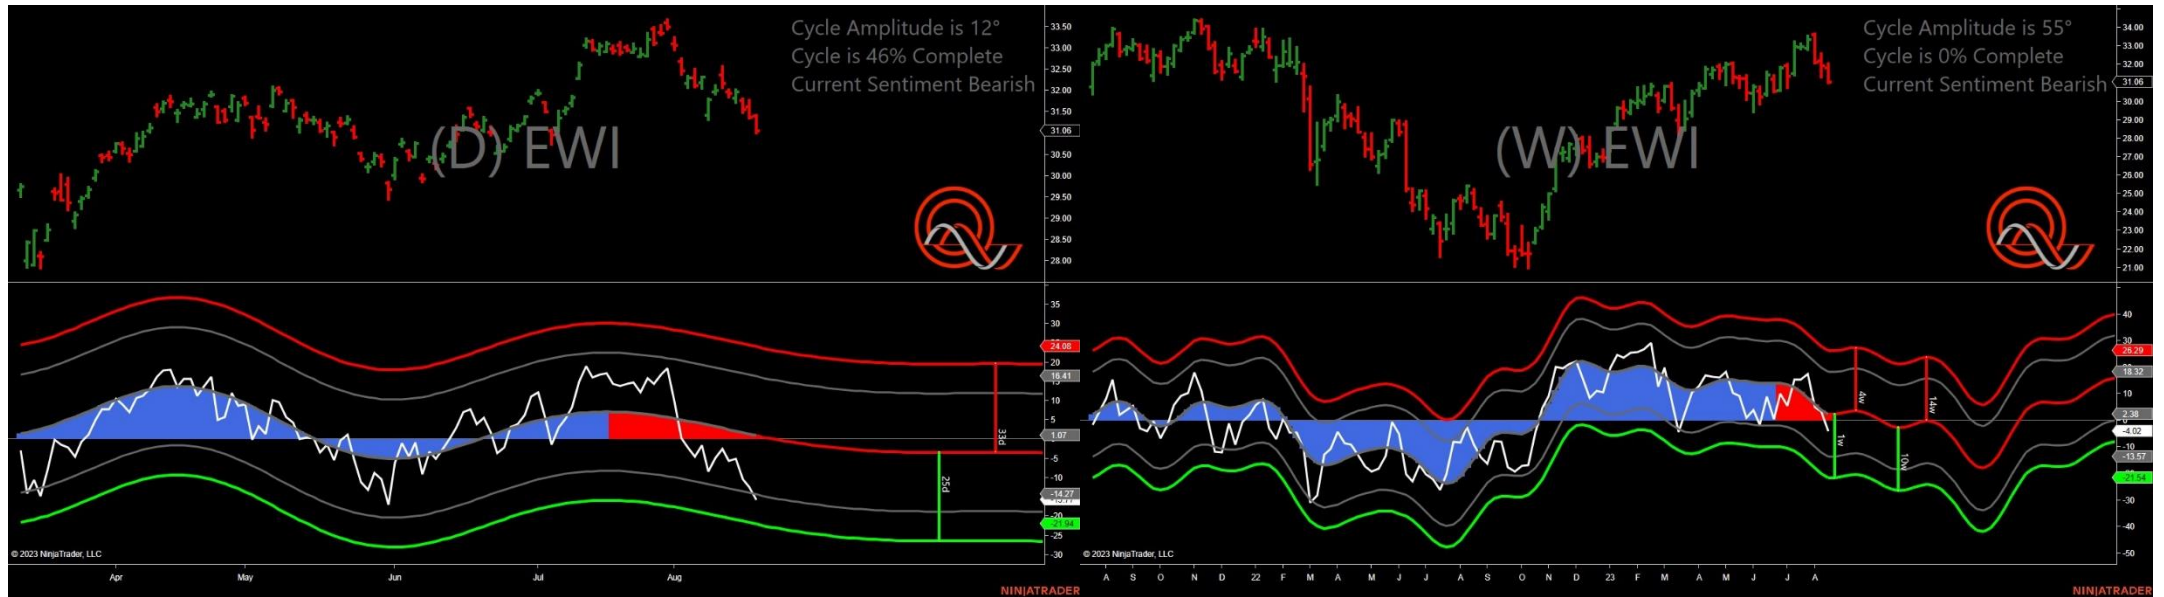 Cycle Amplitude is 12°
Cycle is 46% Complete
Current Sentiment Bearish
(D) EWI
33.50
33.00
32.50
32.00
31.50
31.06
30.50
30.00
29.50
29.00
28.50
28.00
35
30
24.08
20
16.41
10
5
1.07
-5
-10
-14.27
-20
-21.94
-25
-30
33d
25d
© 2023 NinjaTrader, LLC
Apr May Jun Jul Aug
NINJATRADER
Cycle Amplitude is 55°
Cycle is 0% Complete
Current Sentiment Bearish
(W) EWI
34.00
33.00
32.00
31.06
30.00
29.00
28.00
27.00
26.00
25.00
24.00
23.00
22.00
21.00
40
30
26.29
18.32
10
2.38
-4.02
-10
-13.57
-21.54
-30
-40
-50
4w
14w
1w
10w
© 2023 NinjaTrader, LLC
A S O N D 22 F M A M J J A S O N D 23 F M A M J J A
NINJATRADER